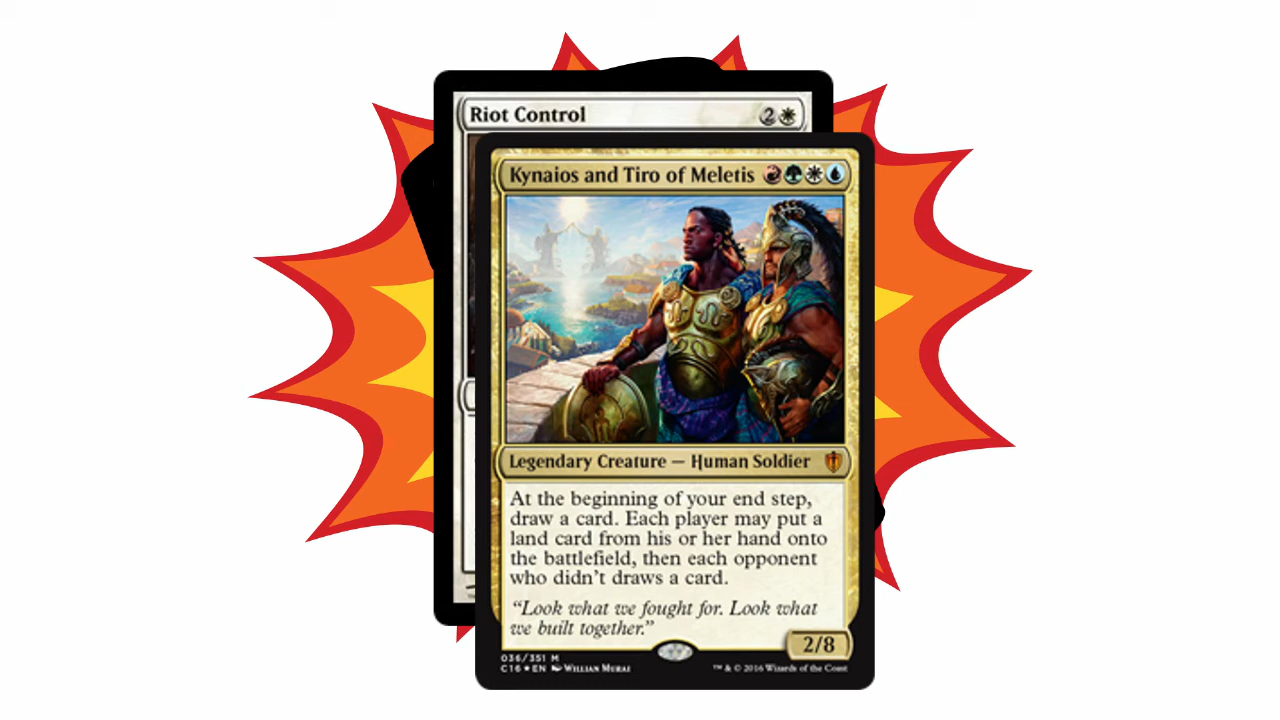 Riot Control 2
Kynaios and Tiro of Meletis
Legendary Creature — Human Soldier
At the beginning of your end step,
draw a card. Each player may put a
land card from his or her hand onto
the battlefield, then each opponent
who didn't draws a card.
"Look what we fought for. Look what
we built together."
2/8
036/351 M
C16★EN Willian Murai
™ & © 2016 Wizards of the Coast